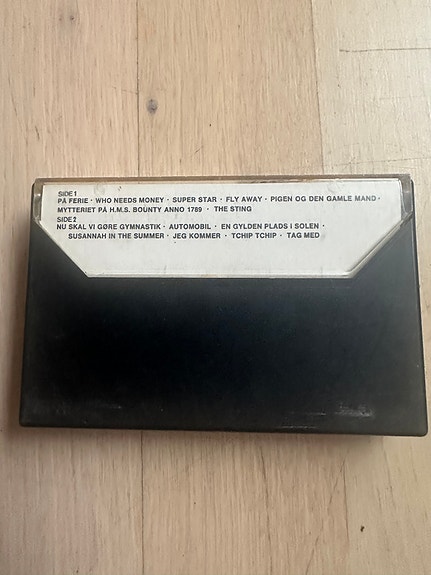 SIDE 1
PÅ FERIE · WHO NEEDS MONEY · SUPER STAR · FLY AWAY · PIGEN OG DEN GAMLE MAND ·
MYTTERIET PÅ H.M.S. BOUNTY ANNO 1789 · THE STING
SIDE 2
NU SKAL VI GØRE GYMNASTIK · AUTOMOBIL · EN GYLDEN PLADS I SOLEN ·
SUSANNAH IN THE SUMMER · JEG KOMMER · TCHIP TCHIP · TAG MED